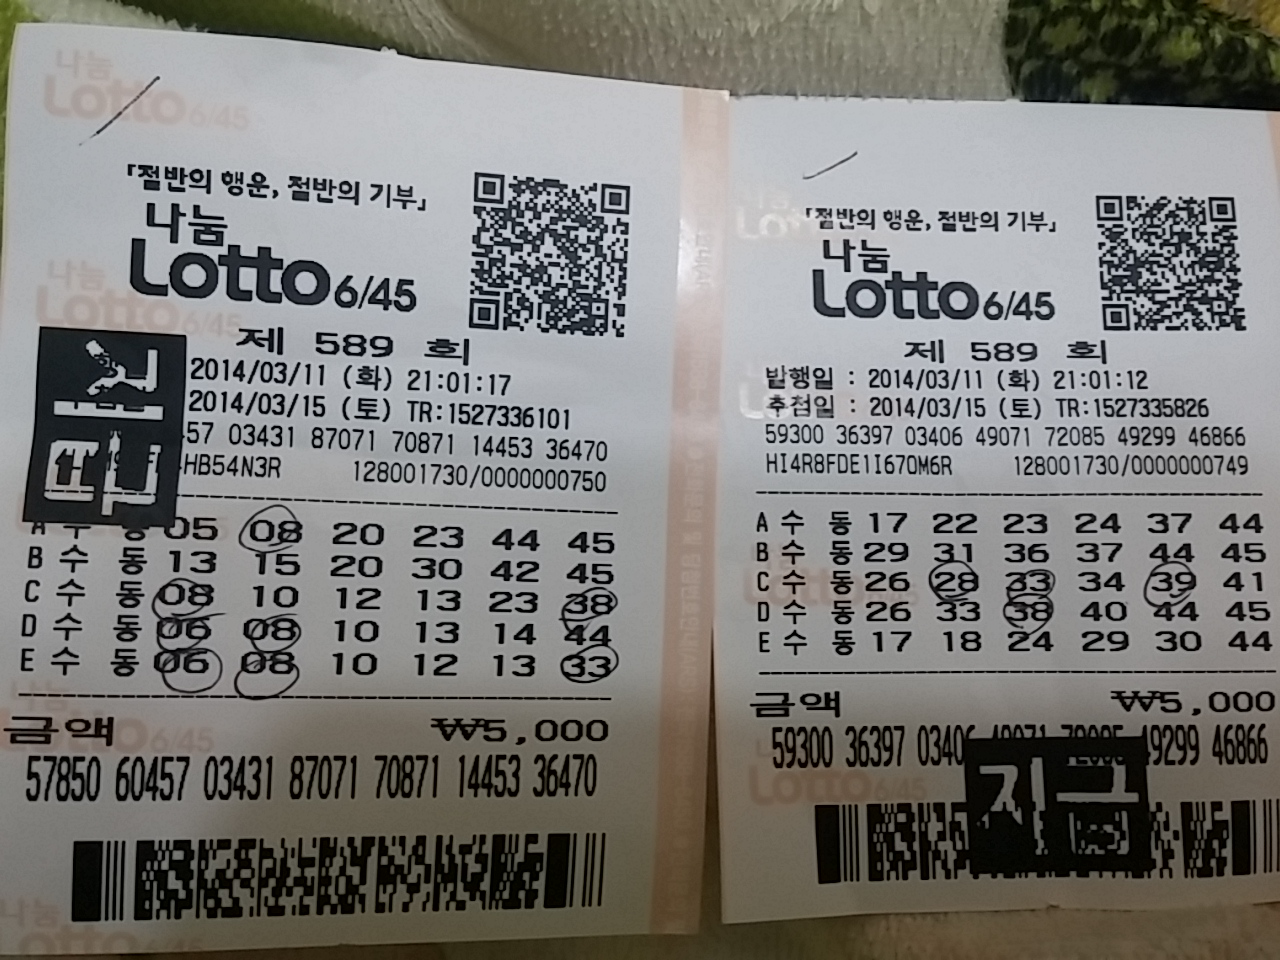 나눔
Lotto 6/45
「절반의 행운, 절반의 기부」
나눔
Lotto 6/45
제 589 회
2014/03/11 (화) 21:01:17
2014/03/15 (토) TR:1527336101
57 03431 87071 70871 14453 36470
HB54N3R 128001730/0000000750
A 수 동 05 08 20 23 44 45
B 수 동 13 15 20 30 42 45
C 수 동 08 10 12 13 23 38
D 수 동 06 08 10 13 14 44
E 수 동 06 08 10 12 13 33
금액 ₩5,000
57850 60457 03431 87071 70871 14453 36470
「절반의 행운, 절반의 기부」
나눔
Lotto 6/45
제 589 회
발행일 : 2014/03/11 (화) 21:01:12
추첨일 : 2014/03/15 (토) TR:1527335826
59300 36397 03406 49071 72085 49299 46866
HI4R8FDE1I670M6R 128001730/0000000749
A 수 동 17 22 23 24 37 44
B 수 동 29 31 36 37 44 45
C 수 동 26 28 33 34 39 41
D 수 동 26 33 38 40 44 45
E 수 동 17 18 24 29 30 44
금액 ₩5,000
59300 36397 03406 49071 72085 49299 46866
지급